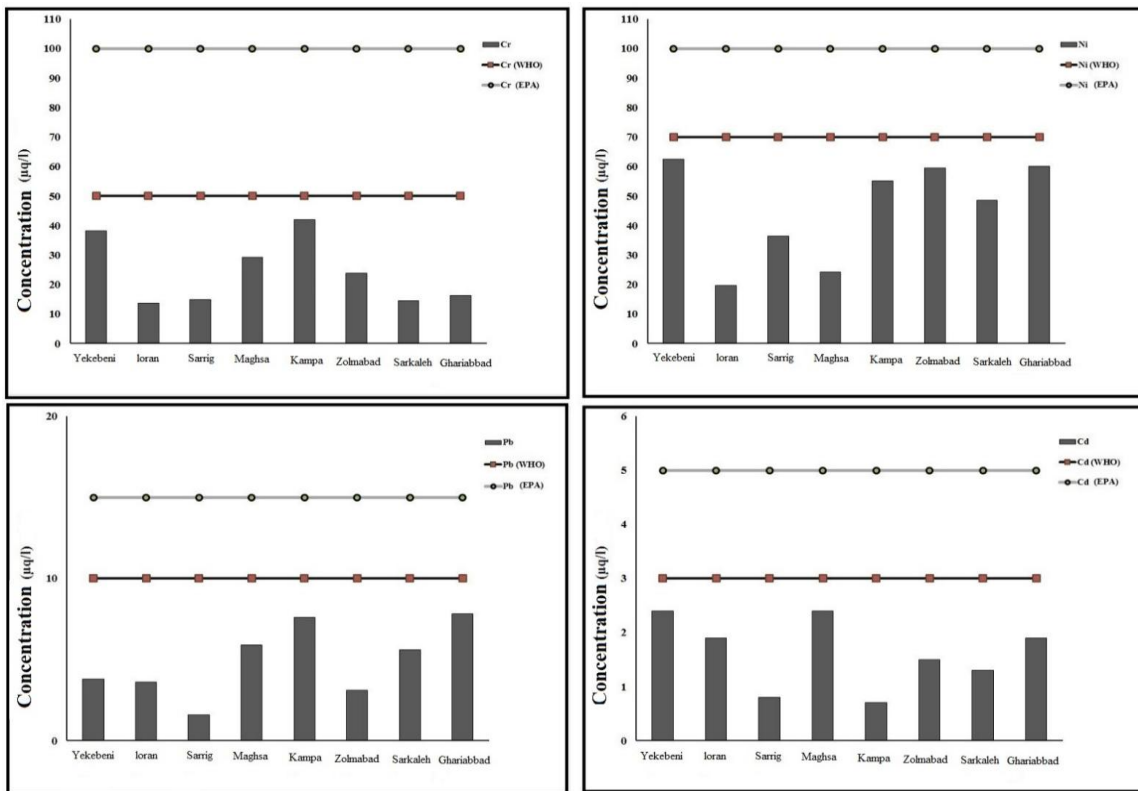 110
100
90
80
70
60
50
40
30
20
10
0
Concentration (µq/l)
Cr
Cr (WHO)
Cr (EPA)
Yekebeni Ioran Sarrig Maghsa Kampa Zolmabad Sarkaleh Ghariabbad
110
100
90
80
70
60
50
40
30
20
10
0
Concentration (µq/l)
Ni
Ni (WHO)
Ni (EPA)
Yekebeni Ioran Sarrig Maghsa Kampa Zolmabad Sarkaleh Ghariabbad
20
10
0
Concentration (µq/l)
Pb
Pb (WHO)
Pb (EPA)
Yekebeni Ioran Sarrig Maghsa Kampa Zolmabad Sarkaleh Ghariabbad
6
5
4
3
2
1
0
Concentration (µq/l)
Cd
Cd (WHO)
Cd (EPA)
Yekebeni Ioran Sarrig Maghsa Kampa Zolmabad Sarkaleh Ghariabbad